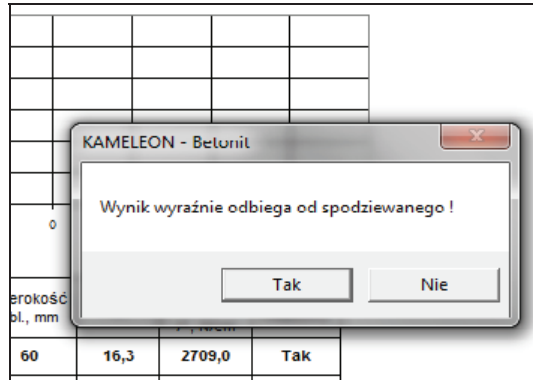 KAMELEON - Betonit
Wynik wyraźnie odbiega od spodziewanego !
0
Tak
Nie
erokość
bl., mm
60 16,3 2709,0 Tak